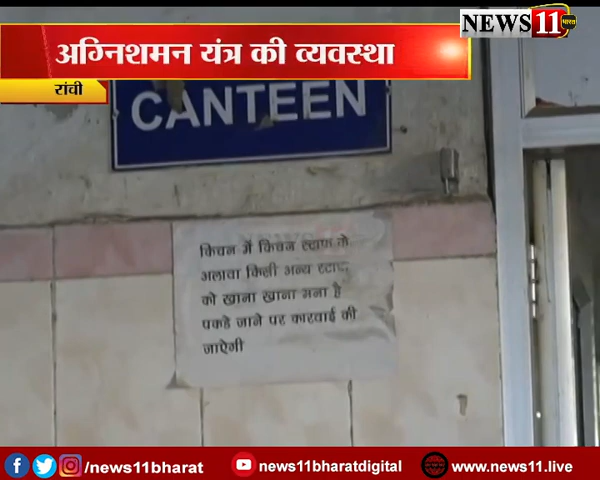 NEWS 11 भारत
अग्निशमन यंत्र की व्यवस्था
रांची
CANTEEN
किचन में किचन स्टाफ के
अलावा किसी अन्य स्टाफ
को खाना खाना मना है
पकडे जाने पर कारवाई की
जाऐगी
/news11bharat
news11bharatdigital
www.news11.live